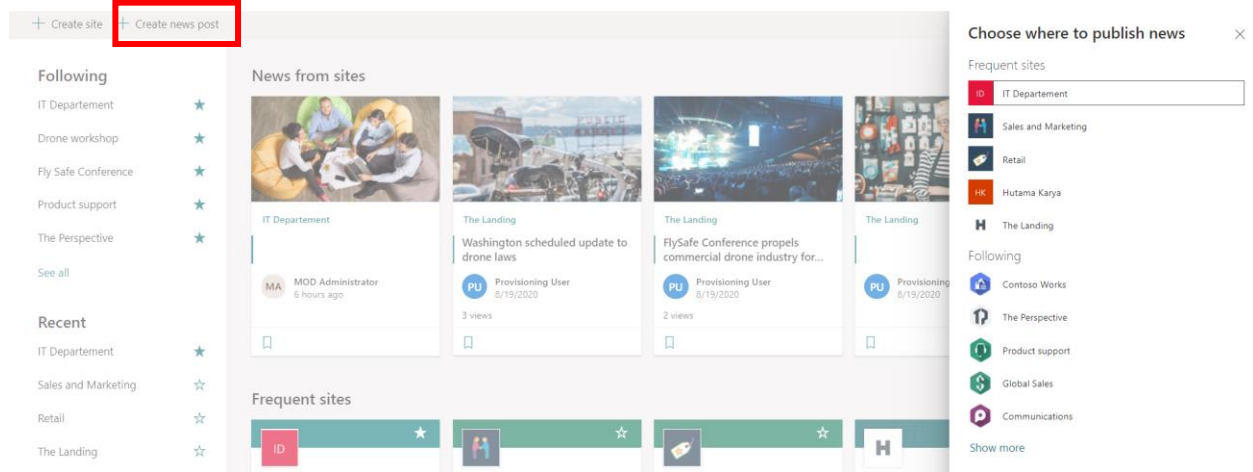 Create site
Create news post
Following
IT Departement
Drone workshop
Fly Safe Conference
Product support
The Perspective
See all
Recent
IT Departement
Sales and Marketing
Retail
The Landing
News from sites
IT Departement
MA
MOD Administrator
6 hours ago
The Landing
Washington scheduled update to
drone laws
PU
Provisioning User
8/19/2020
3 views
The Landing
FlySafe Conference propels
commercial drone industry for...
PU
Provisioning User
8/19/2020
2 views
The Landing
PU
Provisioning
8/19/2020
Frequent sites
ID
H
Choose where to publish news
Frequent sites
ID
IT Departement
Sales and Marketing
Retail
HK
Hutama Karya
H
The Landing
Following
Contoso Works
The Perspective
Product support
Global Sales
Communications
Show more